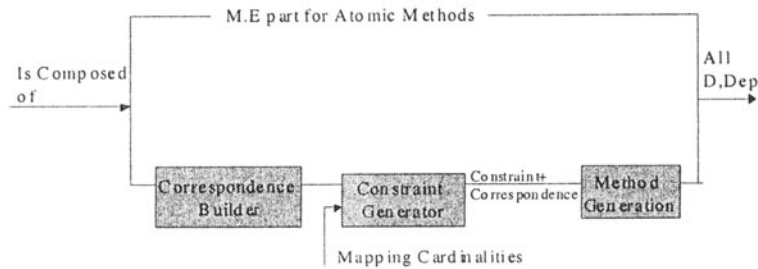 M.E part for Atomic Methods
Is Composed
of
All
D,Dep
Correspondence
Builder
Constraint
Generator
Constraint+
Correspondence
Method
Generation
Mapping Cardinalities